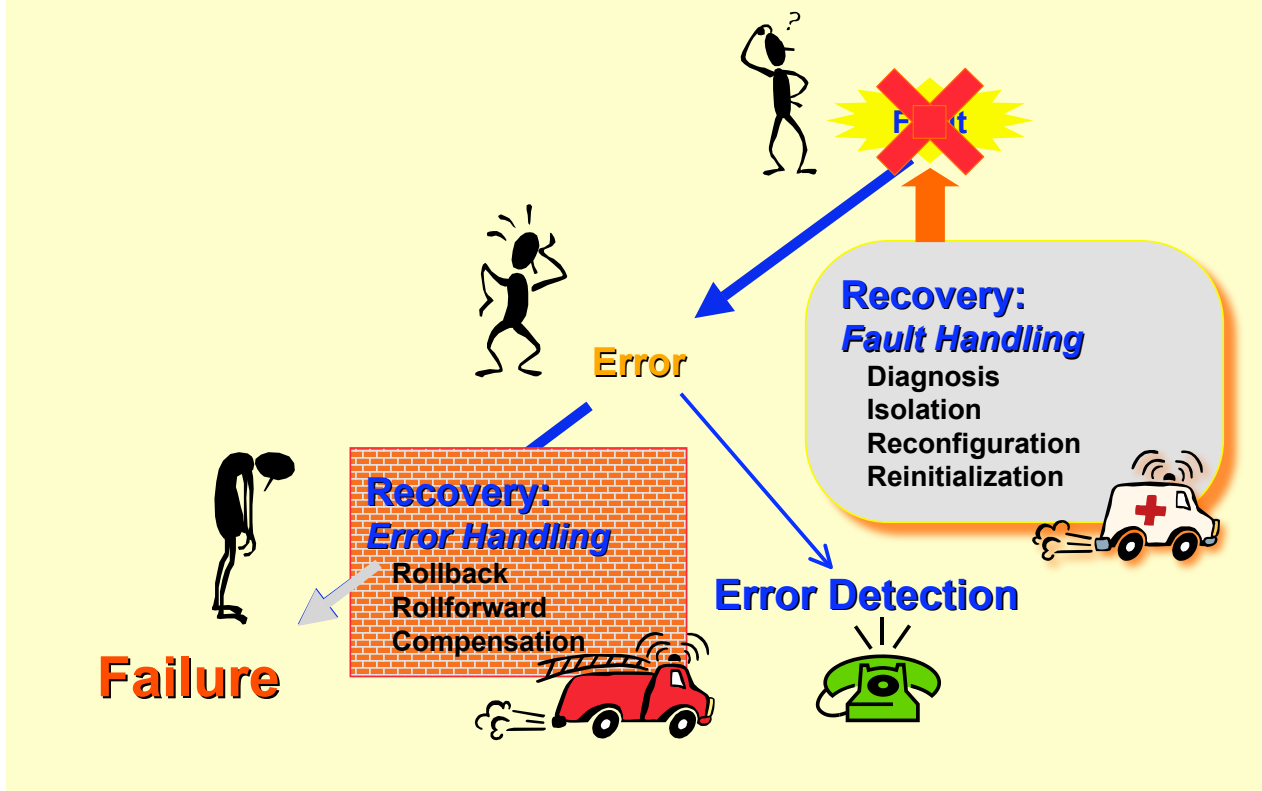 ?
Error
Recovery:
Fault Handling
Diagnosis
Isolation
Reconfiguration
Reinitialization
Recovery:
Error Handling
Rollback
Rollforward
Compensation
Error Detection
Failure